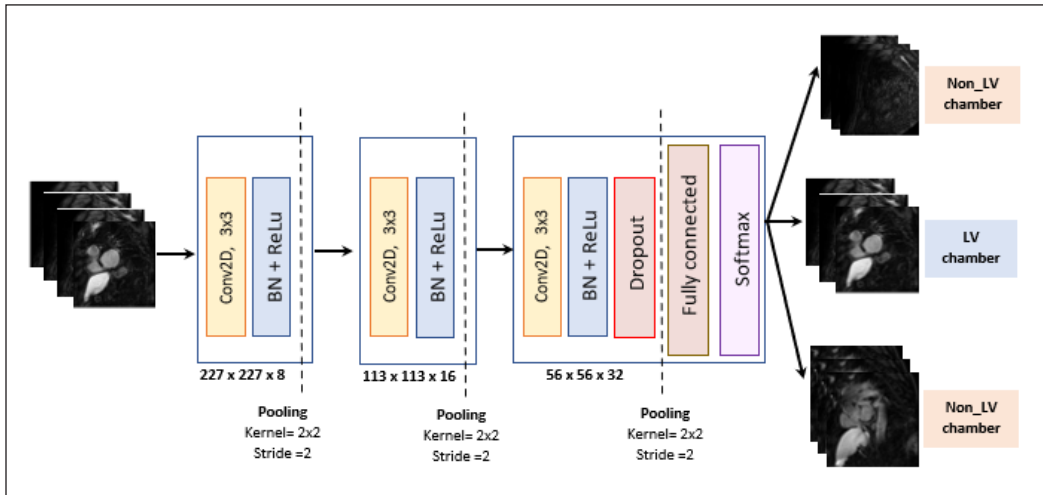 Conv2D, 3x3
BN + ReLu
227 x 227 x 8
Pooling
Kernel= 2x2
Stride =2
Conv2D, 3x3
BN + ReLu
113 x 113 x 16
Pooling
Kernel= 2x2
Stride =2
Conv2D, 3x3
BN + ReLu
Dropout
56 x 56 x 32
Pooling
Kernel= 2x2
Stride =2
Fully connected
Softmax
Non_LV
chamber
LV
chamber
Non_LV
chamber